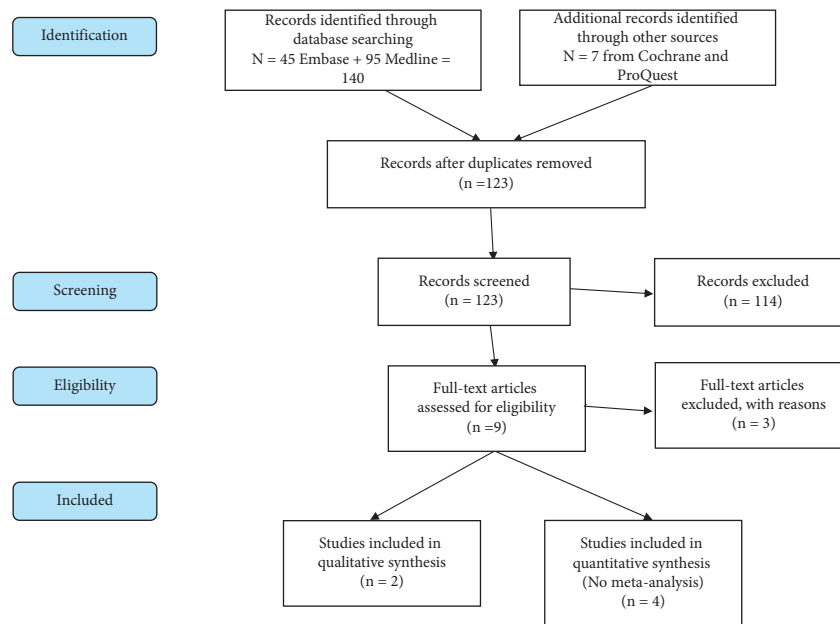 Identification
Records identified through
database searching
N = 45 Embase + 95 Medline =
140
Additional records identified
through other sources
N = 7 from Cochrane and
ProQuest
Records after duplicates removed
(n =123)
Screening
Records screened
(n = 123)
Records excluded
(n = 114)
Eligibility
Full-text articles
assessed for eligibility
(n =9)
Full-text articles
excluded, with reasons
(n = 3)
Included
Studies included in
qualitative synthesis
(n = 2)
Studies included in
quantitative synthesis
(No meta-analysis)
(n = 4)